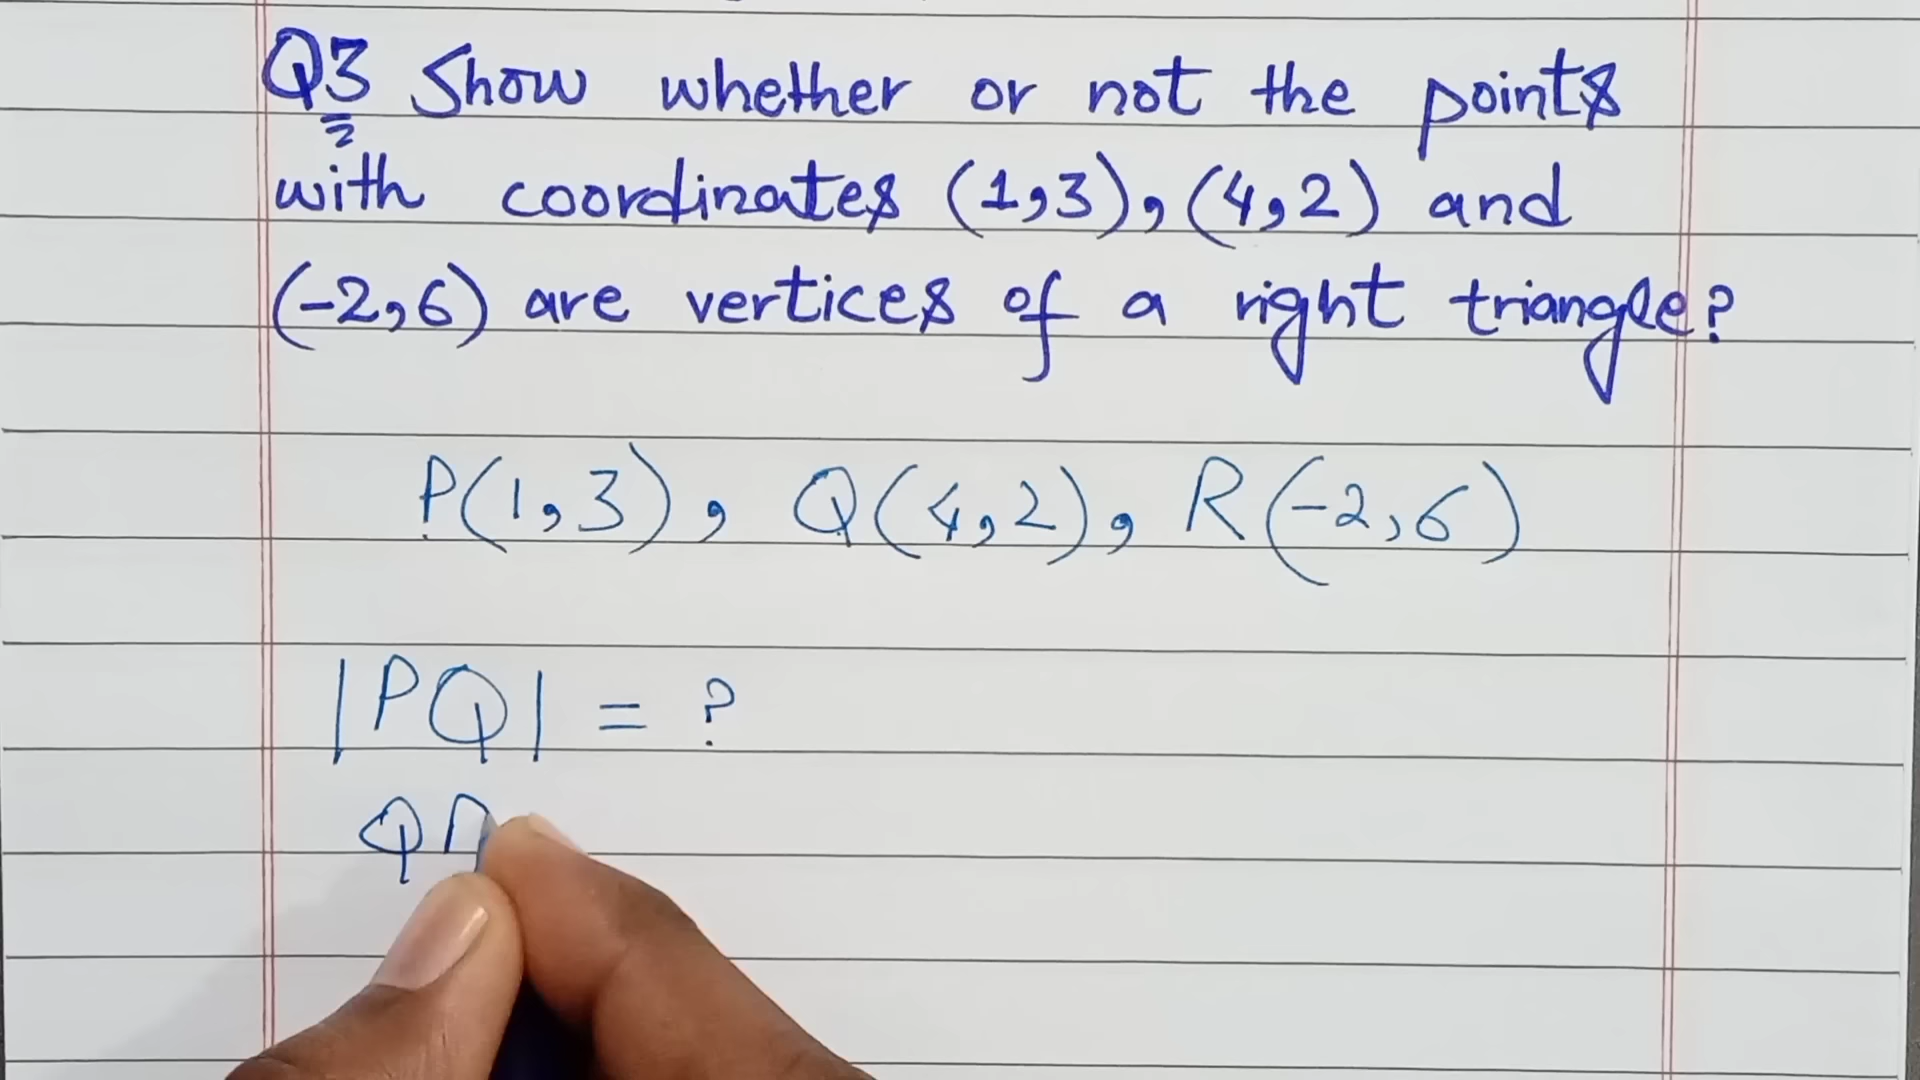 Q3 Show whether or not the points
with coordinates (1,3), (4,2) and
(-2,6) are vertices of a right triangle?
P(1,3), Q(4,2), R(-2,6)
|PQ| = ?
Q